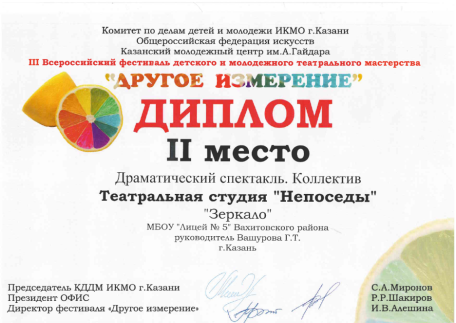 Комитет по делам детей и молодежи ИКМО г.Казани
Общероссийская федерация искусств
Казанский молодежный центр им.А.Гайдара
III Всероссийский фестиваль детского и молодежного театрального мастерства
"ДРУГОЕ ИЗМЕРЕНИЕ"
ДИПЛОМ
II место
Драматический спектакль. Коллектив
Театральная студия "Непоседы"
"Зеркало"
МБОУ "Лицей № 5" Вахитовского района
руководитель Вашурова Г.Т.
г.Казань
Председатель КДДМ ИКМО г.Казани С.А.Миронов
Президент ОФИС Р.Р.Шакиров
Директор фестиваля «Другое измерение» И.В.Алешина